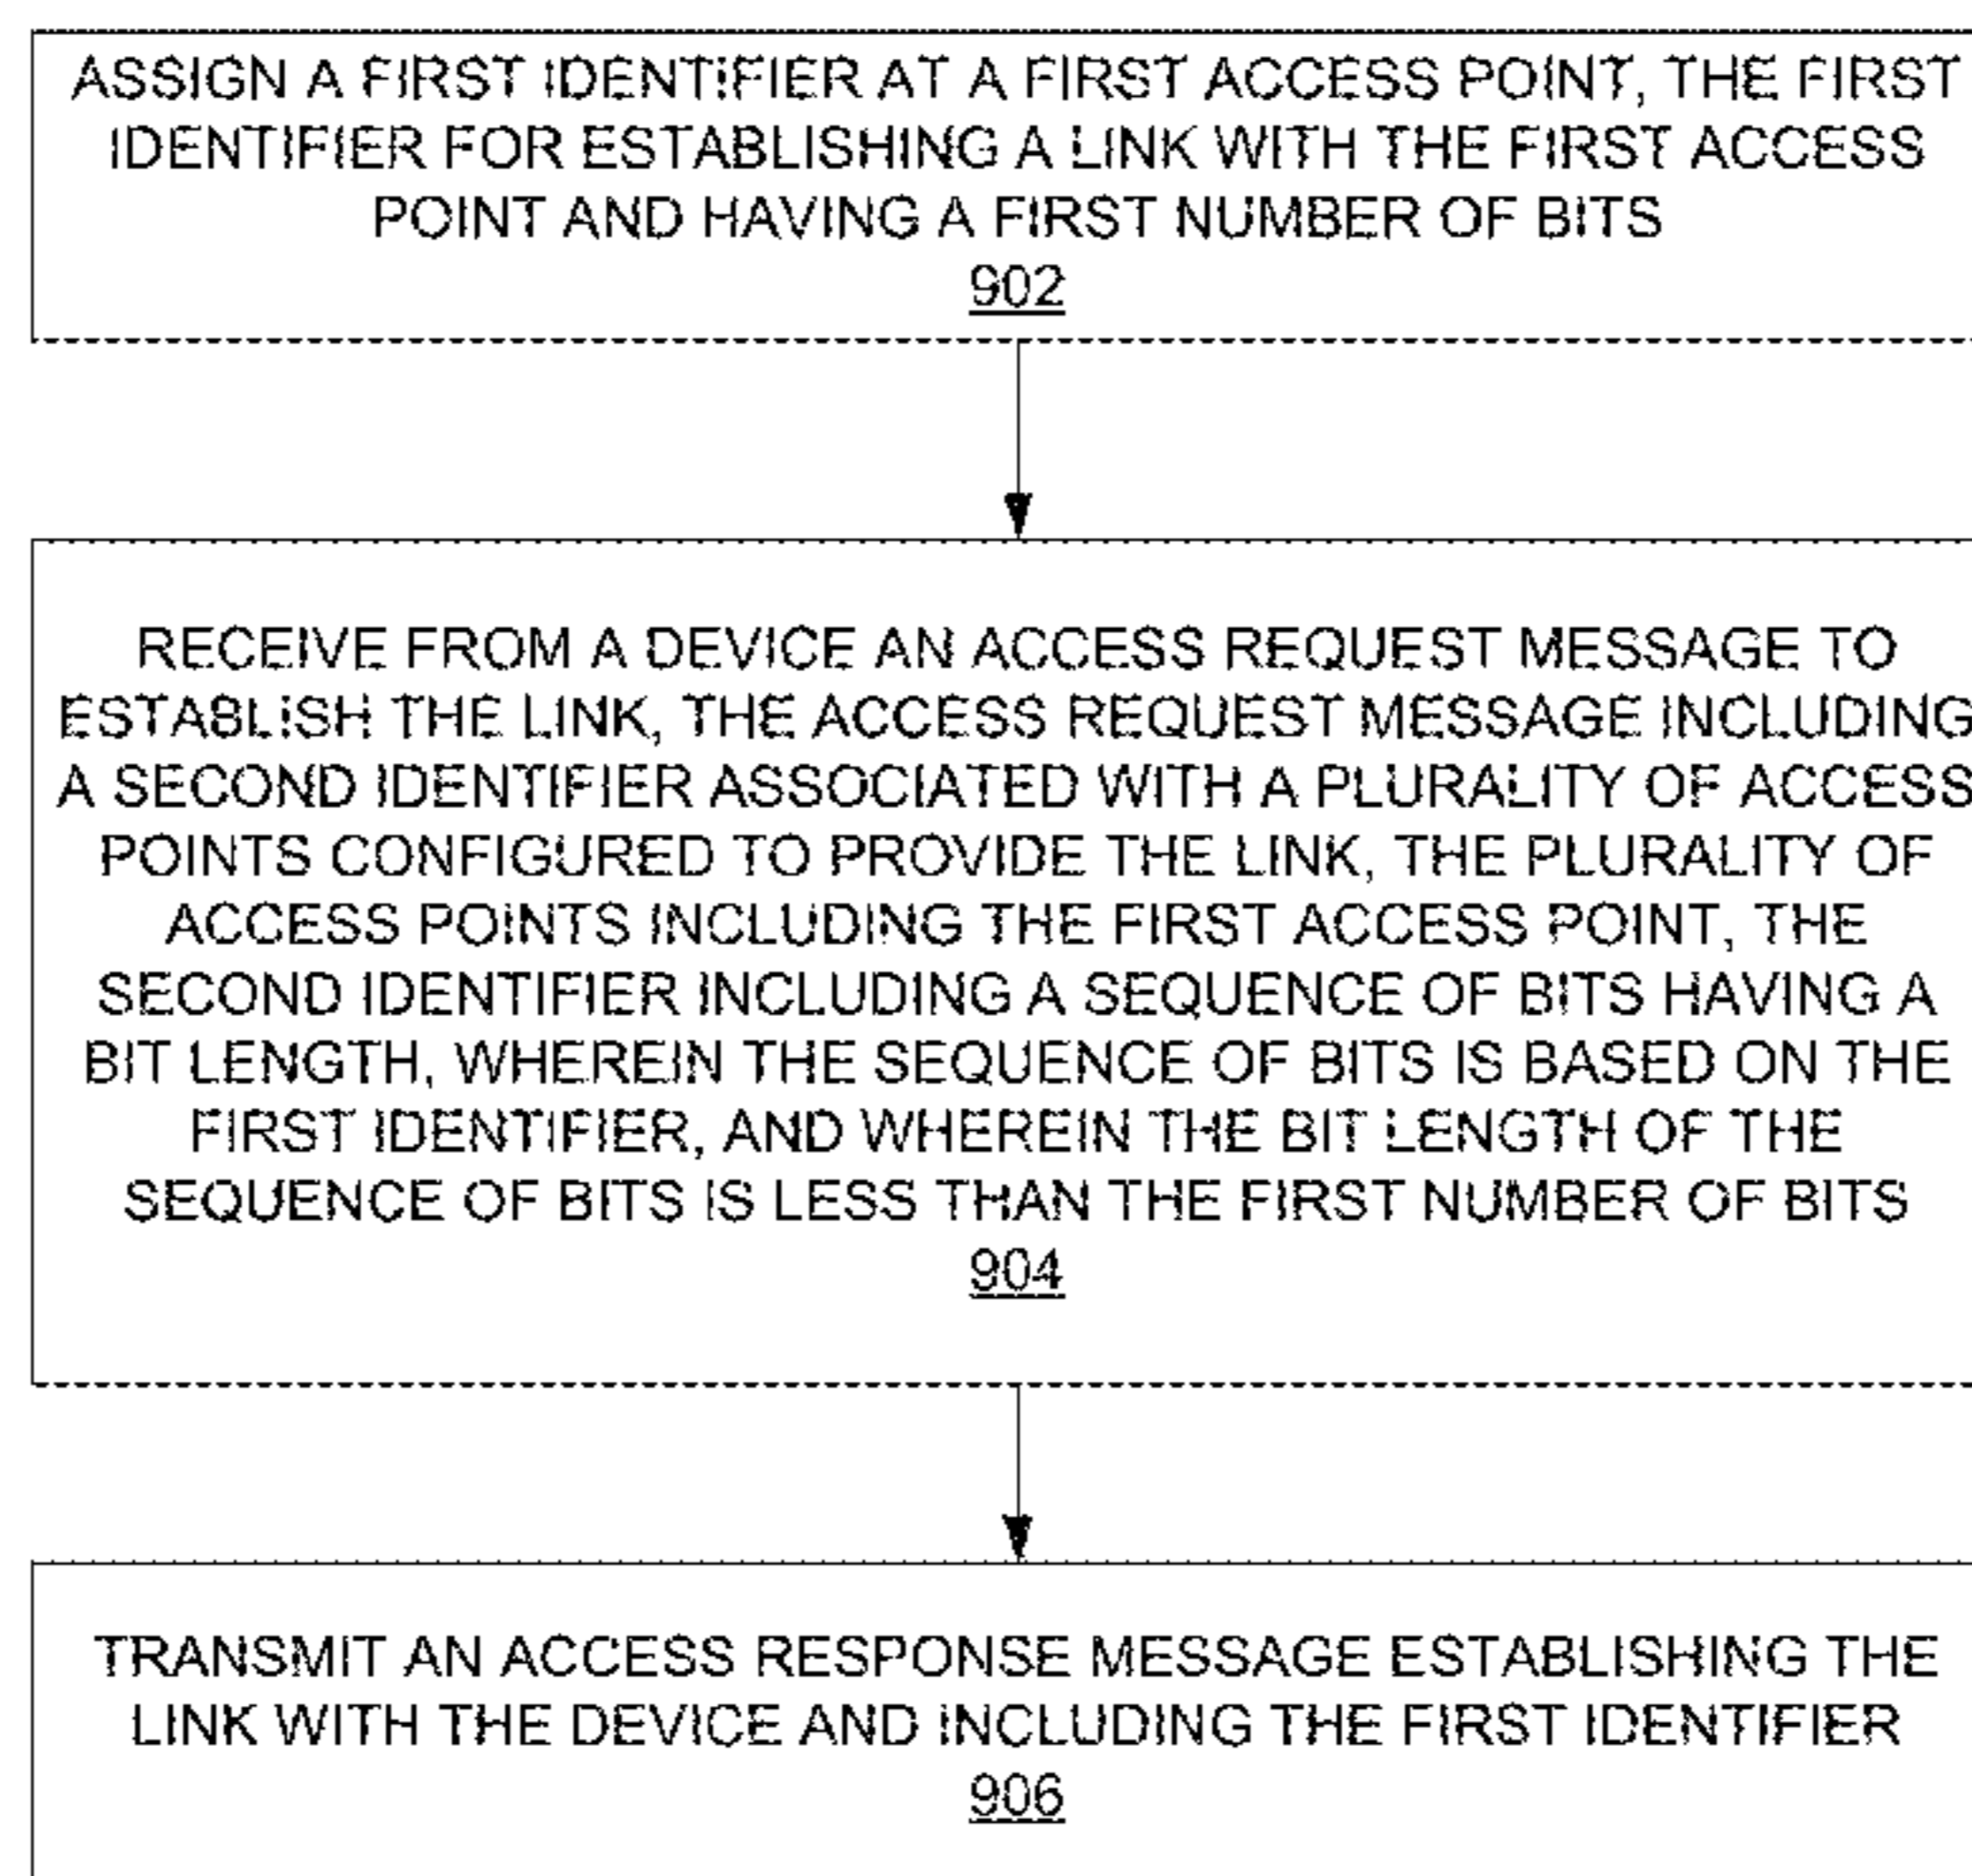 ASSIGN A FIRST IDENTIFIER AT A FIRST ACCESS POINT, THE FIRST
IDENTIFIER FOR ESTABLISHING A LINK WITH THE FIRST ACCESS
POINT AND HAVING A FIRST NUMBER OF BITS
902
RECEIVE FROM A DEVICE AN ACCESS REQUEST MESSAGE TO
ESTABLISH THE LINK, THE ACCESS REQUEST MESSAGE INCLUDING
A SECOND IDENTIFIER ASSOCIATED WITH A PLURALITY OF ACCESS
POINTS CONFIGURED TO PROVIDE THE LINK, THE PLURALITY OF
ACCESS POINTS INCLUDING THE FIRST ACCESS POINT, THE
SECOND IDENTIFIER INCLUDING A SEQUENCE OF BITS HAVING A
BIT LENGTH, WHEREIN THE SEQUENCE OF BITS IS BASED ON THE
FIRST IDENTIFIER, AND WHEREIN THE BIT LENGTH OF THE
SEQUENCE OF BITS IS LESS THAN THE FIRST NUMBER OF BITS
904
TRANSMIT AN ACCESS RESPONSE MESSAGE ESTABLISHING THE
LINK WITH THE DEVICE AND INCLUDING THE FIRST IDENTIFIER
906